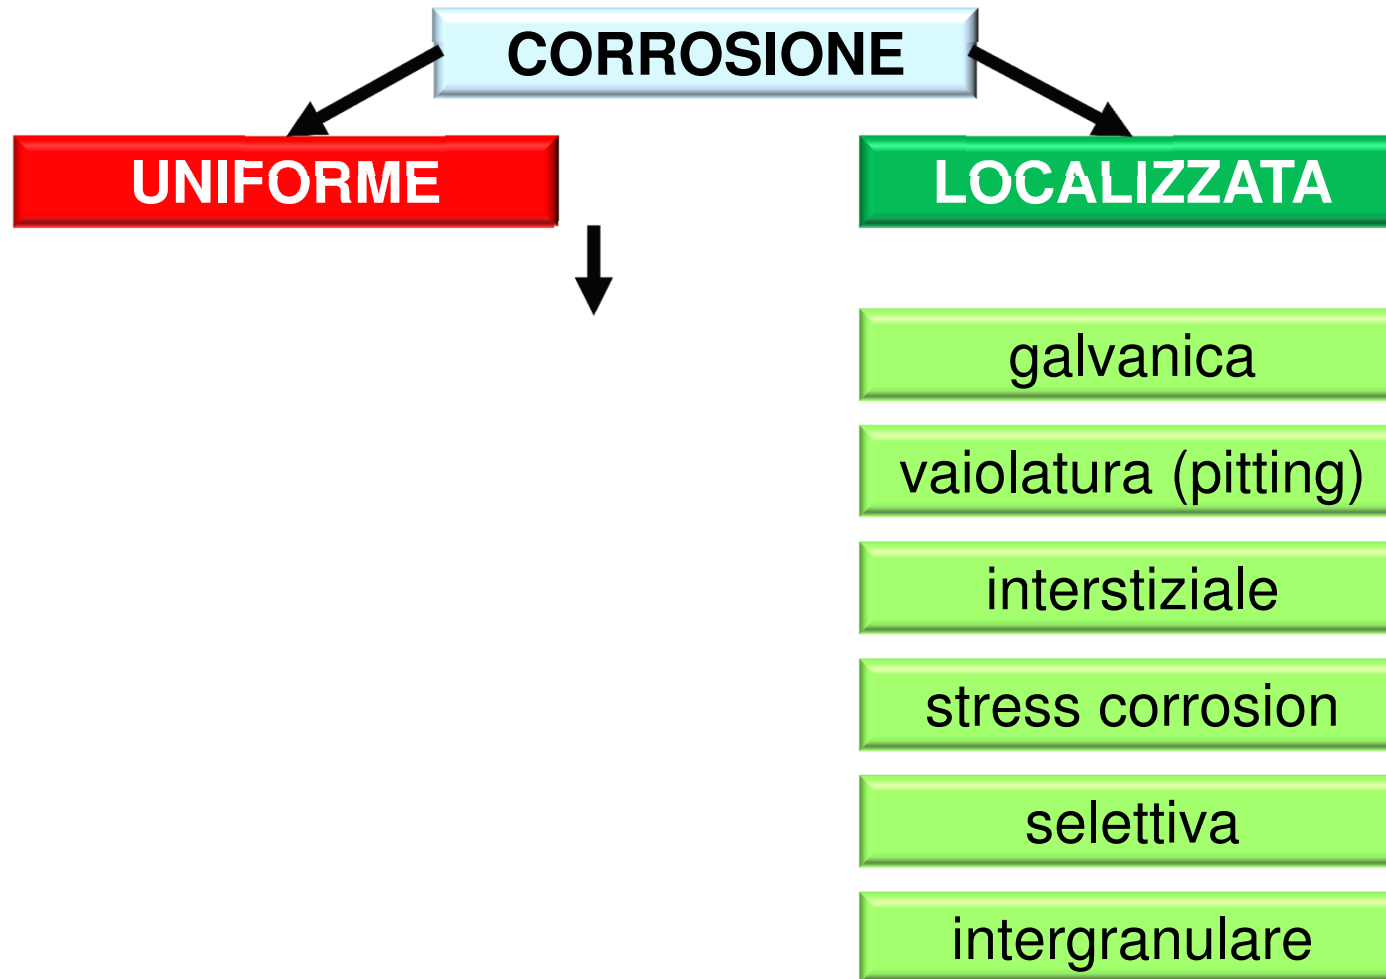 CORROSIONE
UNIFORME
LOCALIZZATA
galvanica
vaiolatura (pitting)
interstiziale
stress corrosion
selettiva
intergranulare